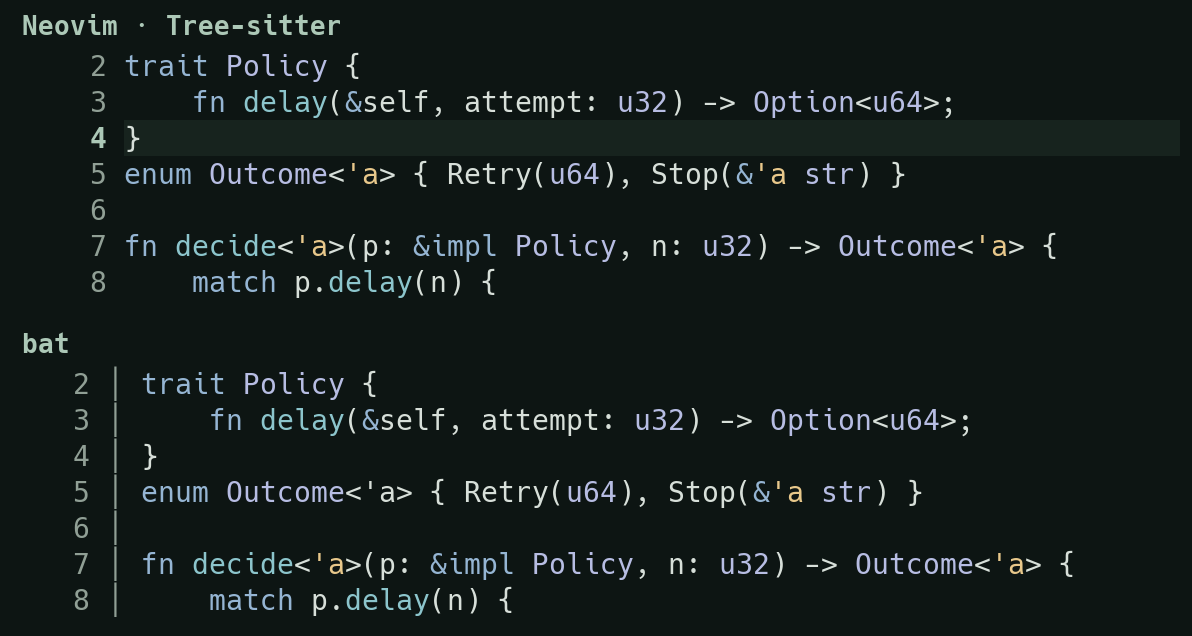 Neovim · Tree-sitter
2 trait Policy {
3     fn delay(&self, attempt: u32) -> Option<u64>;
4 }
5 enum Outcome<'a> { Retry(u64), Stop(&'a str) }
6
7 fn decide<'a>(p: &impl Policy, n: u32) -> Outcome<'a> {
8     match p.delay(n) {
bat
2 │ trait Policy {
3 │     fn delay(&self, attempt: u32) -> Option<u64>;
4 │ }
5 │ enum Outcome<'a> { Retry(u64), Stop(&'a str) }
6 │
7 │ fn decide<'a>(p: &impl Policy, n: u32) -> Outcome<'a> {
8 │     match p.delay(n) {